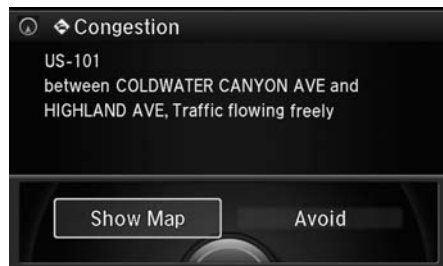 Congestion
US-101
between COLDWATER CANYON AVE and
HIGHLAND AVE, Traffic flowing freely
Show Map
Avoid